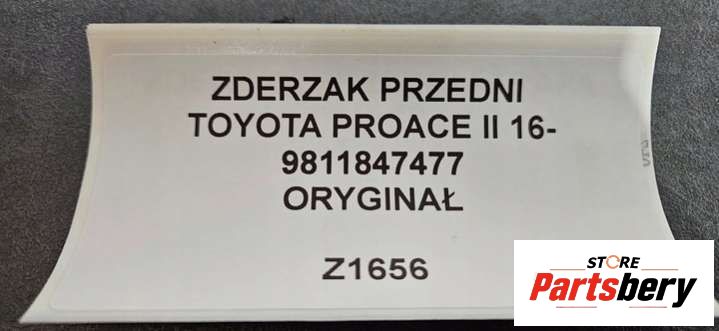 ZDERZAK PRZEDNI
TOYOTA PROACE II 16-
9811847477
ORYGINAŁ
Z1656
STORE
Partsbery